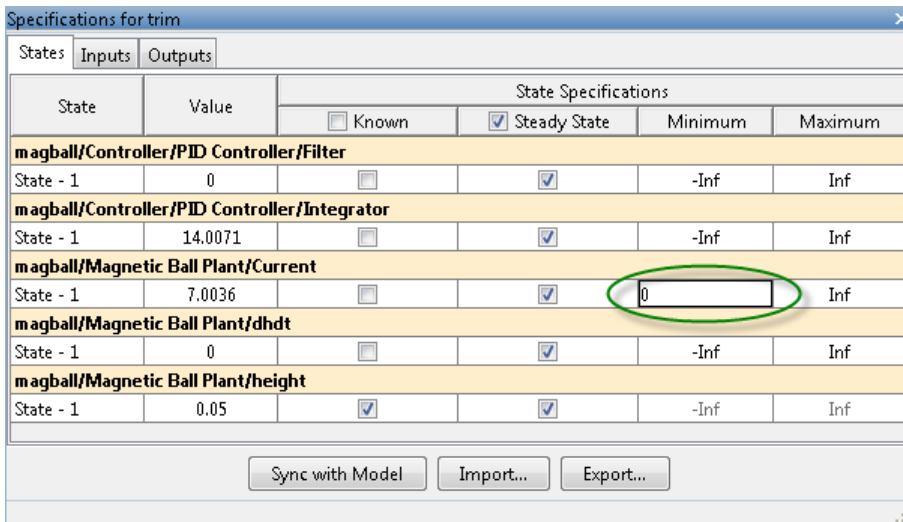 Specifications for trim
States Inputs Outputs
State Value State Specifications
Known Steady State Minimum Maximum
magball/Controller/PID Controller/Filter
State - 1 0 -Inf Inf
magball/Controller/PID Controller/Integrator
State - 1 14.0071 -Inf Inf
magball/Magnetic Ball Plant/Current
State - 1 7.0036 0 Inf
magball/Magnetic Ball Plant/dhdt
State - 1 0 -Inf Inf
magball/Magnetic Ball Plant/height
State - 1 0.05 -Inf Inf
Sync with Model Import... Export...